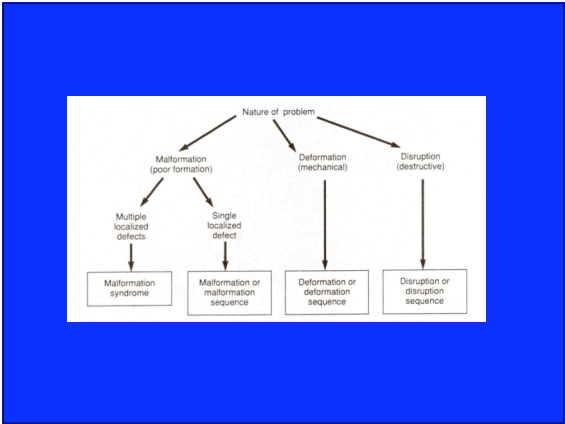 Nature of problem
Malformation
(poor formation)
Deformation
(mechanical)
Disruption
(destructive)
Multiple
localized
defects
Single
localized
defect
Malformation
syndrome
Malformation or
malformation
sequence
Deformation or
deformation
sequence
Disruption or
disruption
sequence